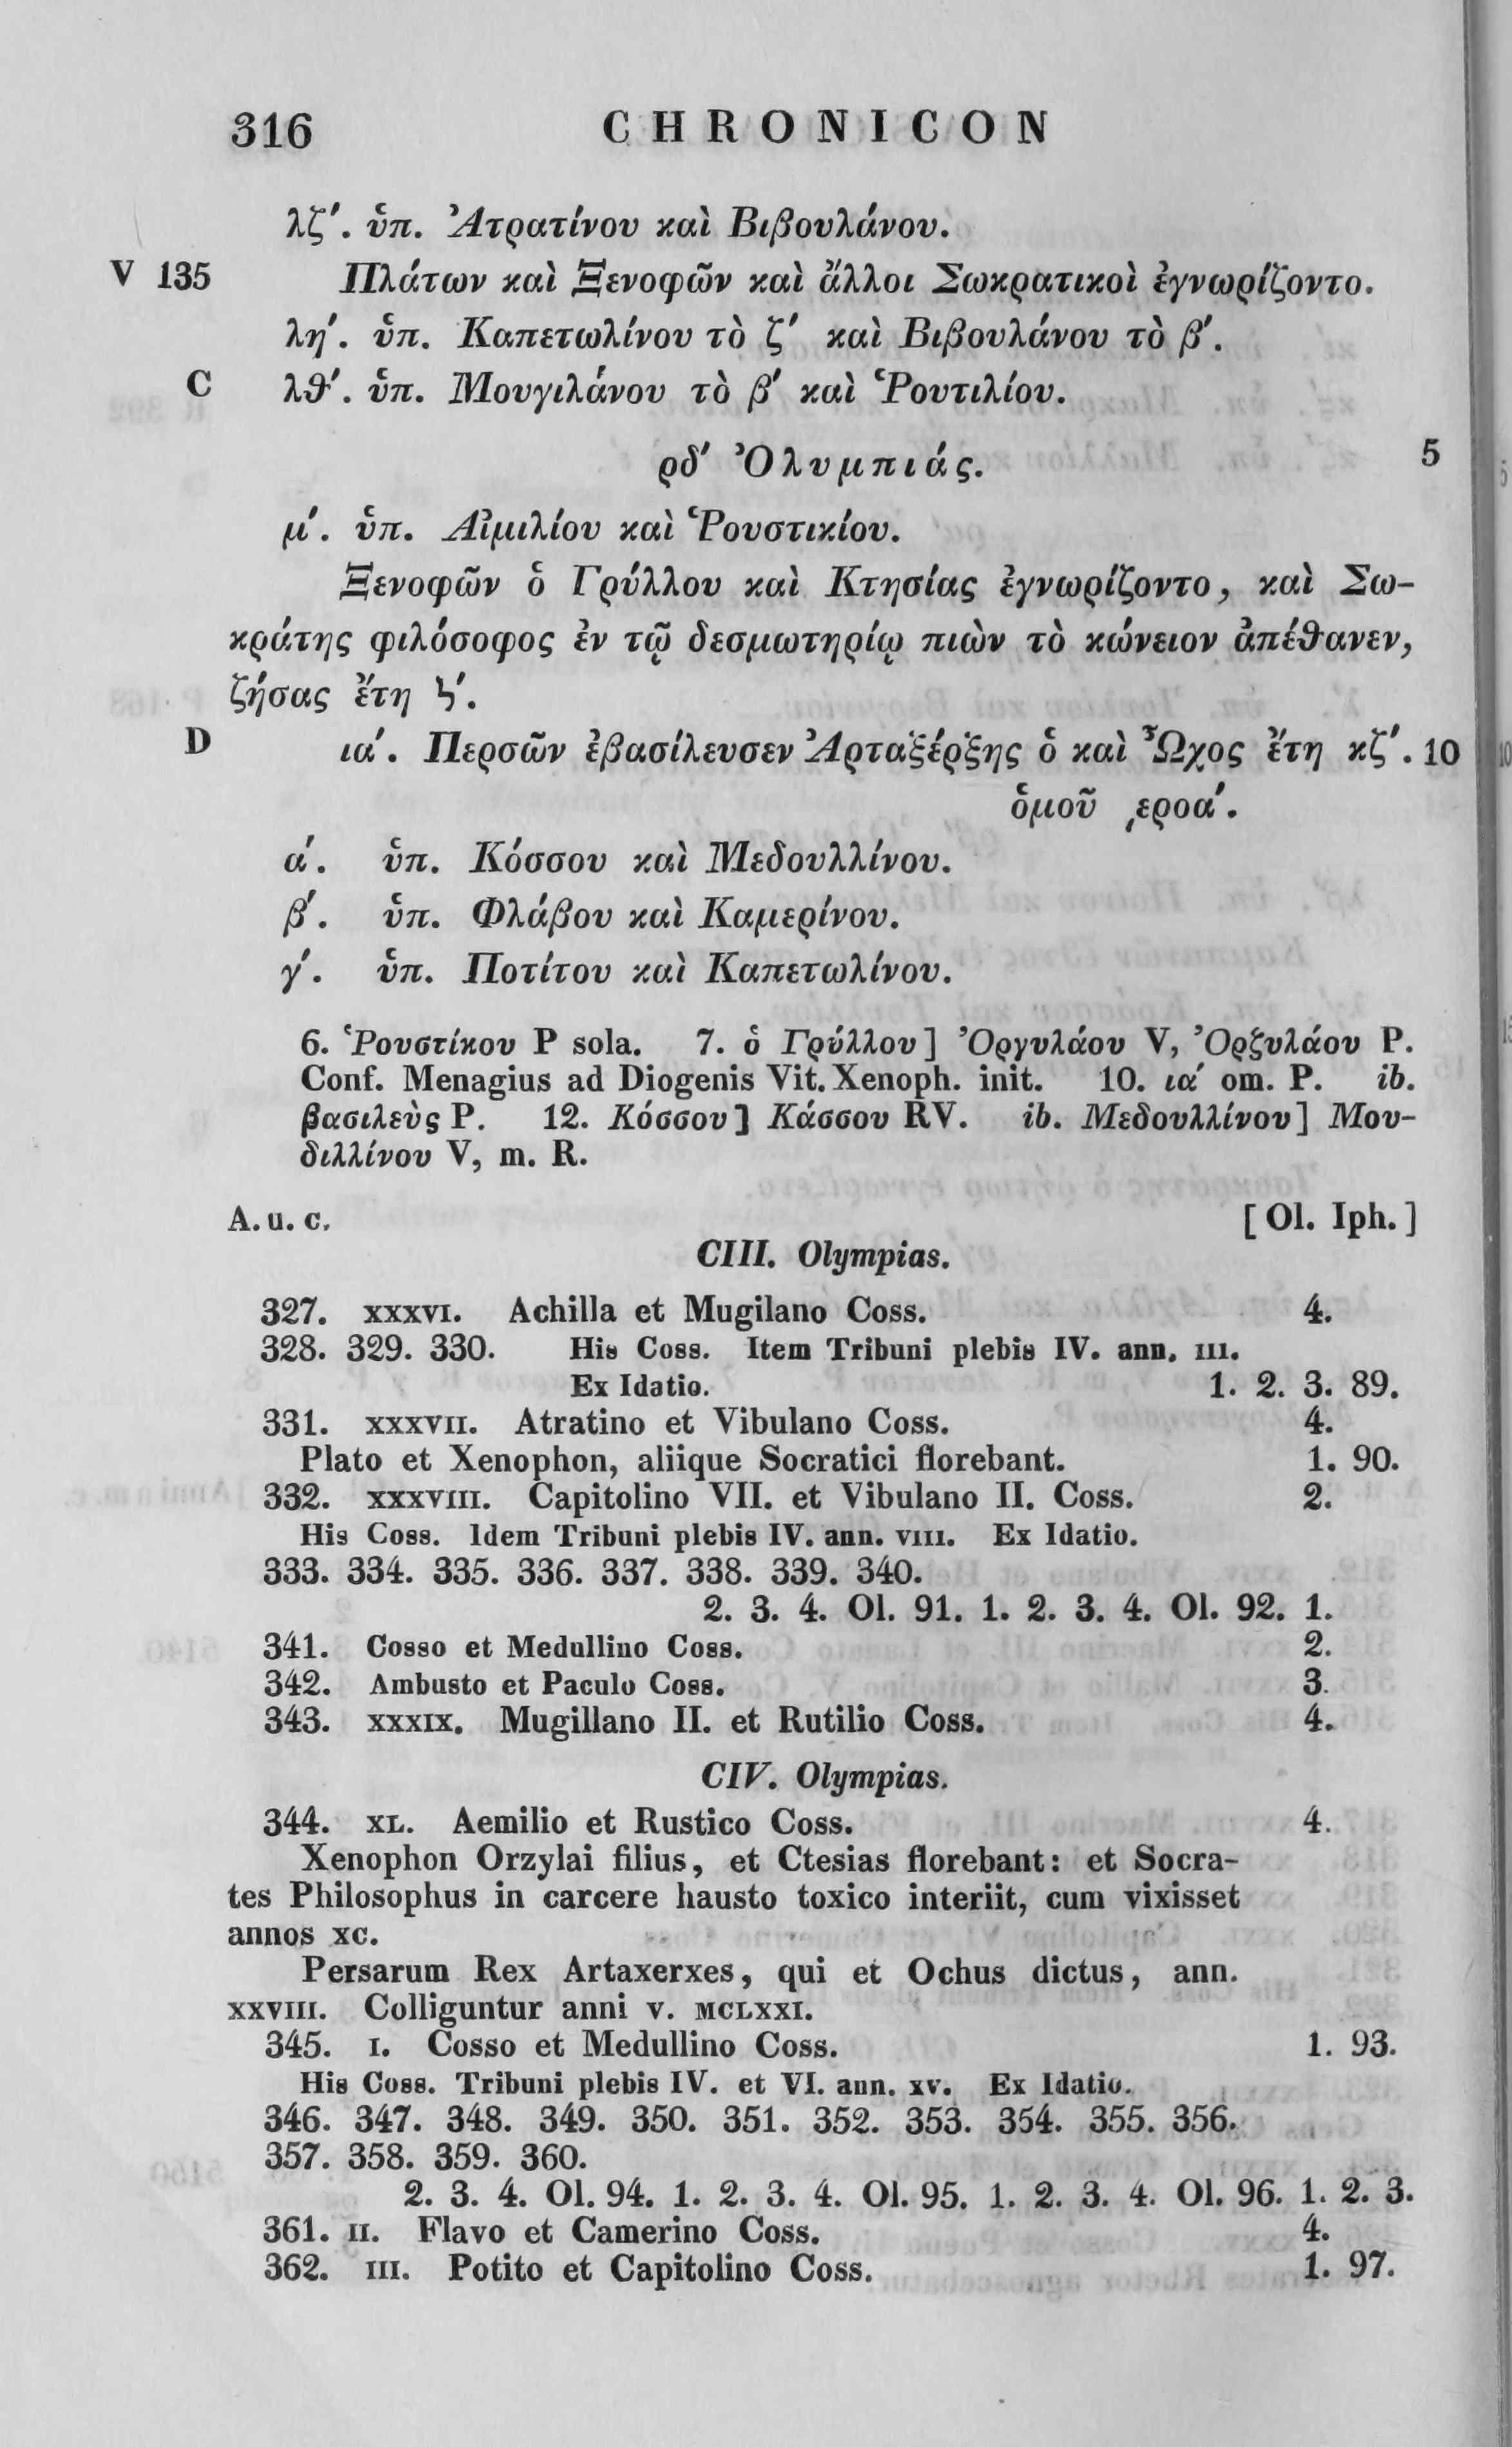 316 CHRONICON
λζ′. ὑπ. Ἀτρατίνου καὶ Βιβουλάνου.
V 135 Πλάτων καὶ Ξενοφῶν καὶ ἄλλοι Σωκρατικοὶ ἐγνωρίζοντο.
λη′. ὑπ. Καπετωλίνου τὸ ζ′ καὶ Βιβουλάνου τὸ β′.
C λθ′. ὑπ. Μουγιλάνου τὸ β′ καὶ Ῥουτιλίου.
ρδ′ Ὀλυμπιάς. 5
μ′. ὑπ. Αἰμιλίου καὶ Ῥουστικίου.
Ξενοφῶν ὁ Γρύλλου καὶ Κτησίας ἐγνωρίζοντο, καὶ Σω-
κράτης φιλόσοφος ἐν τῷ δεσμωτηρίῳ πιὼν τὸ κώνειον ἀπέθανεν,
ζήσας ἔτη ϟ′.
D ια′. Περσῶν ἐβασίλευσεν Ἀρταξέρξης ὁ καὶ Ὦχος ἔτη κζ′. 10
ὁμοῦ ͵εροα′.
α′. ὑπ. Κόσσου καὶ Μεδουλλίνου.
β′. ὑπ. Φλάβου καὶ Καμερίνου.
γ′. ὑπ. Ποτίτου καὶ Καπετωλίνου.
6. Ῥουστίκου P sola. 7. ὁ Γρύλλου] Ὀργυλάου V, Ὀρζυλάου P.
Conf. Menagius ad Diogenis Vit. Xenoph. init. 10. ια′ om. P. ib.
βασιλεὺς P. 12. Κόσσου] Κάσσου RV. ib. Μεδουλλίνου] Μου-
διλλίνου V, m. R.
A. u. c. [Ol. Iph.]
CIII. Olympias.
327. XXXVI. Achilla et Mugilano Coss. 4.
328. 329. 330. His Coss. Item Tribuni plebis IV. ann. III.
Ex Idatio. 1. 2. 3. 89.
331. XXXVII. Atratino et Vibulano Coss. 4.
Plato et Xenophon, aliique Socratici florebant. 1. 90.
332. XXXVIII. Capitolino VII. et Vibulano II. Coss. 2.
His Coss. Idem Tribuni plebis IV. ann. VIII. Ex Idatio.
333. 334. 335. 336. 337. 338. 339. 340.
2. 3. 4. Ol. 91. 1. 2. 3. 4. Ol. 92. 1.
341. Cosso et Medullino Coss. 2.
342. Ambusto et Paculo Coss. 3.
343. XXXIX. Mugillano II. et Rutilio Coss. 4.
CIV. Olympias.
344. XL. Aemilio et Rustico Coss. 4.
Xenophon Orzylai filius, et Ctesias florebant: et Socra-
tes Philosophus in carcere hausto toxico interiit, cum vixisset
annos XC.
Persarum Rex Artaxerxes, qui et Ochus dictus, ann.
XXVIII. Colliguntur anni V. MCLXXI.
345. I. Cosso et Medullino Coss. 1. 93.
His Coss. Tribuni plebis IV. et VI. ann. XV. Ex Idatio.
346. 347. 348. 349. 350. 351. 352. 353. 354. 355. 356.
357. 358. 359. 360.
2. 3. 4. Ol. 94. 1. 2. 3. 4. Ol. 95. 1. 2. 3. 4. Ol. 96. 1. 2. 3.
361. II. Flavo et Camerino Coss. 4.
362. III. Potito et Capitolino Coss. 1. 97.